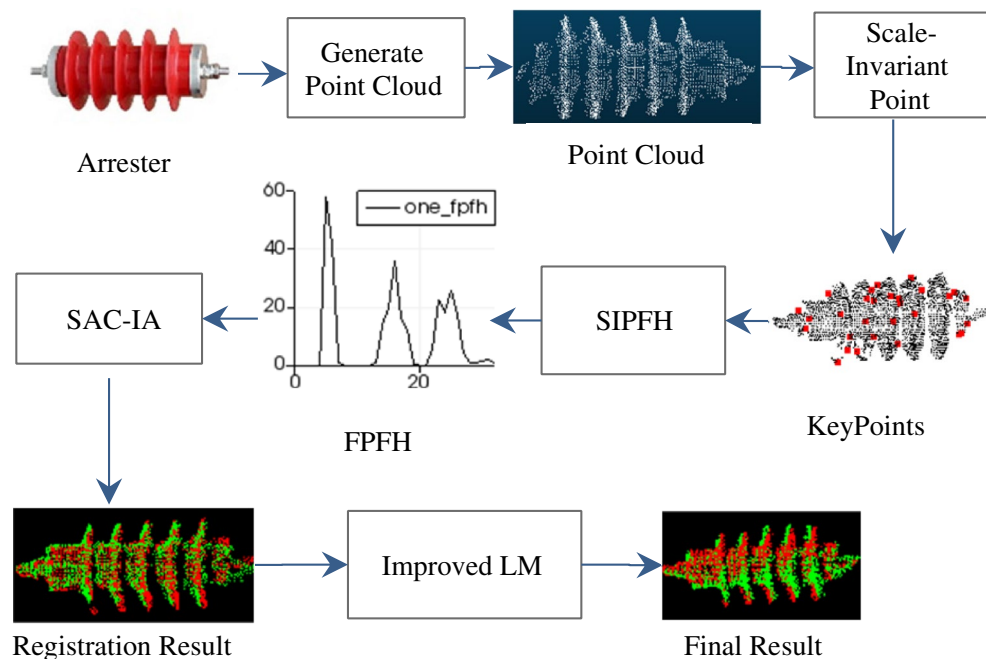 Generate
Point Cloud
Scale-
Invariant
Point
Arrester
Point Cloud
60
40
20
0
0
20
one_fpfh
SAC-IA
SIPFH
FPFH
KeyPoints
Improved LM
Registration Result
Final Result